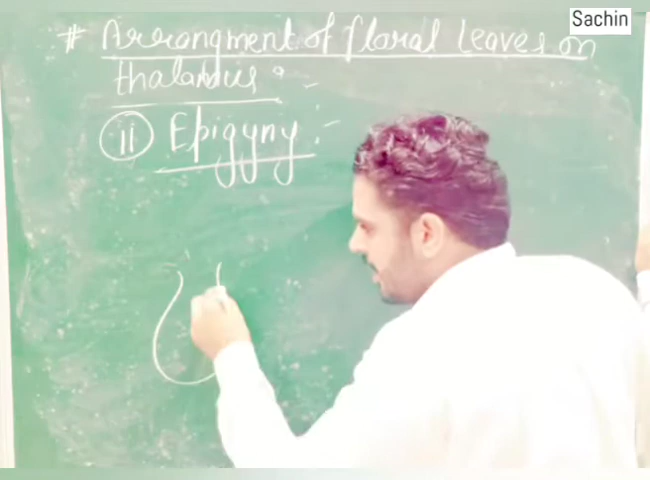 Sachin
# Arrangment of floral leaves on
thalamus :-
(ii) Epigyny :-